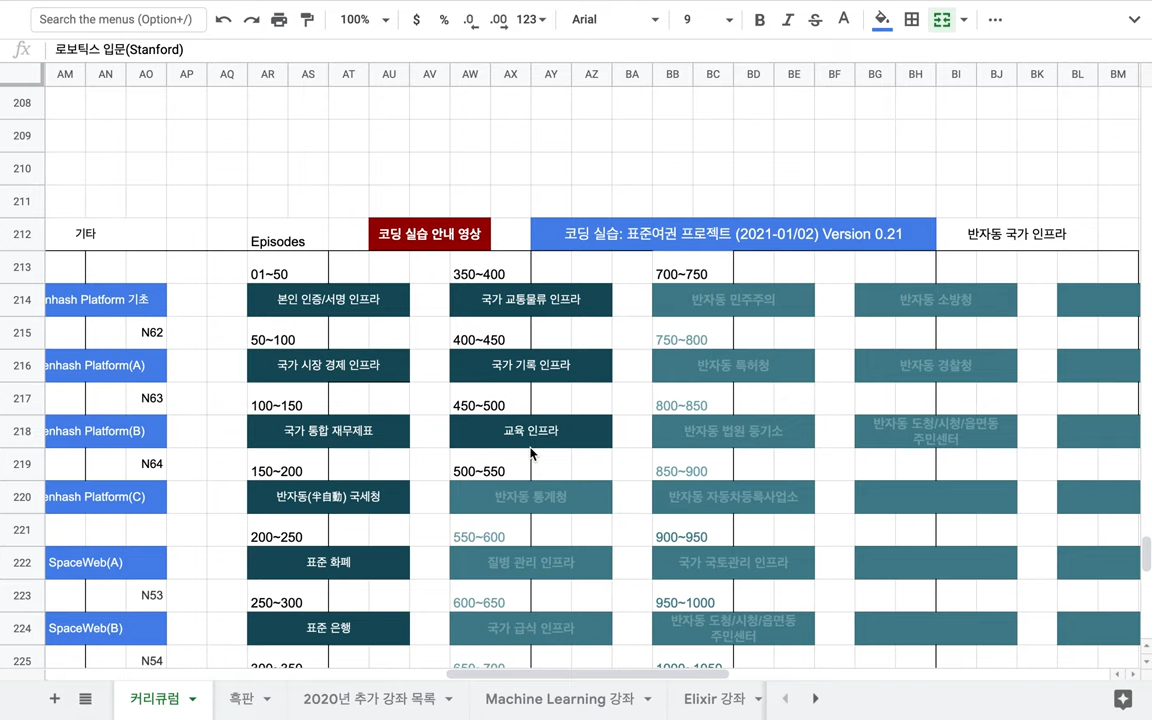 Search the menus (Option+/)
100%
$ % .0 .00 123
Arial
9
B I S A
fx 로보틱스 입문(Stanford)
AM AN AO AP AQ AR AS AT AU AV AW AX AY AZ BA BB BC BD BE BF BG BH BI BJ BK BL BM
208
209
210
211
212 기타 Episodes 코딩 실습 안내 영상 코딩 실습: 표준여권 프로젝트 (2021-01/02) Version 0.21 반자동 국가 인프라
213 01~50 350~400 700~750
214 enhash Platform 기초 본인 인증/서명 인프라 국가 교통물류 인프라 반자동 민주주의 반자동 소방청
215 N62 50~100 400~450 750~800
216 enhash Platform(A) 국가 시장 경제 인프라 국가 기록 인프라 반자동 특허청 반자동 경찰청
217 N63 100~150 450~500 800~850
218 enhash Platform(B) 국가 통합 재무제표 교육 인프라 반자동 법원 등기소 반자동 도청/시청/읍면동
주민센터
219 N64 150~200 500~550 850~900
220 enhash Platform(C) 반자동(半自動) 국세청 반자동 통계청 반자동 자동차등록사업소
221 200~250 550~600 900~950
222 SpaceWeb(A) 표준 화폐 질병 관리 인프라 국가 국토관리 인프라
223 N53 250~300 600~650 950~1000
224 SpaceWeb(B) 표준 은행 국가 급식 인프라 반자동 도청/시청/읍면동
주민센터
225 N54 300~350 650~700 1000~1050
커리큘럼 흑판 2020년 추가 강좌 목록 Machine Learning 강좌 Elixir 강좌